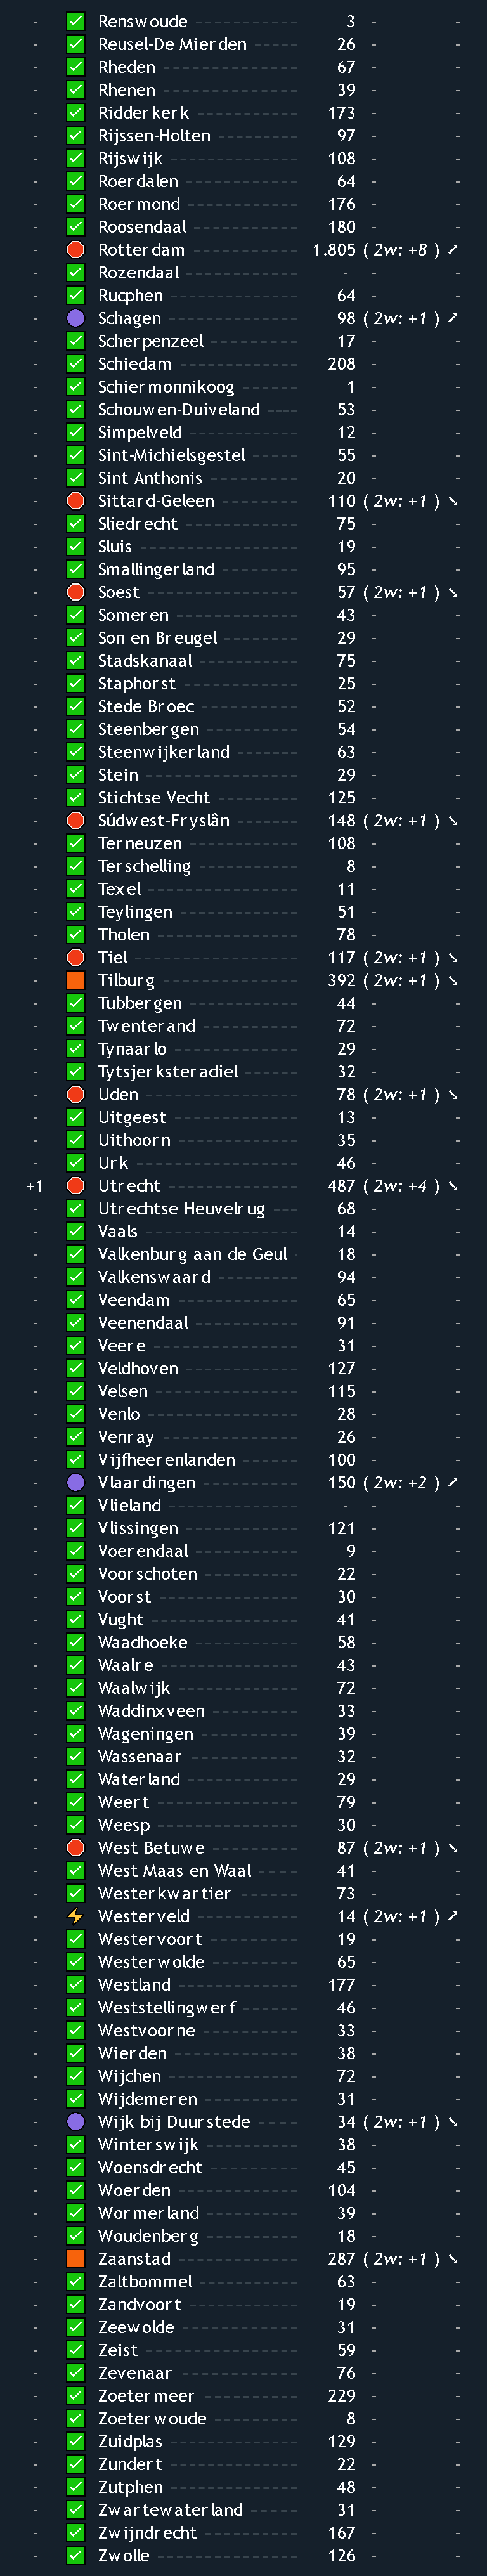 - Renswoude 3 - -
- Reusel-De Mierden 26 - -
- Rheden 67 - -
- Rhenen 39 - -
- Ridderkerk 173 - -
- Rijssen-Holten 97 - -
- Rijswijk 108 - -
- Roerdalen 64 - -
- Roermond 176 - -
- Roosendaal 180 - -
- Rotterdam 1.805 ( 2w: +8 ) ↗
- Rozendaal - - -
- Rucphen 64 - -
- Schagen 98 ( 2w: +1 ) ↗
- Scherpenzeel 17 - -
- Schiedam 208 - -
- Schiermonnikoog 1 - -
- Schouwen-Duiveland 53 - -
- Simpelveld 12 - -
- Sint-Michielsgestel 55 - -
- Sint Anthonis 20 - -
- Sittard-Geleen 110 ( 2w: +1 ) ↘
- Sliedrecht 75 - -
- Sluis 19 - -
- Smallingerland 95 - -
- Soest 57 ( 2w: +1 ) ↘
- Someren 43 - -
- Son en Breugel 29 - -
- Stadskanaal 75 - -
- Staphorst 25 - -
- Stede Broec 52 - -
- Steenbergen 54 - -
- Steenwijkerland 63 - -
- Stein 29 - -
- Stichtse Vecht 125 - -
- Súdwest-Fryslân 148 ( 2w: +1 ) ↘
- Terneuzen 108 - -
- Terschelling 8 - -
- Texel 11 - -
- Teylingen 51 - -
- Tholen 78 - -
- Tiel 117 ( 2w: +1 ) ↘
- Tilburg 392 ( 2w: +1 ) ↘
- Tubbergen 44 - -
- Twenterand 72 - -
- Tynaarlo 29 - -
- Tytsjerksteradiel 32 - -
- Uden 78 ( 2w: +1 ) ↘
- Uitgeest 13 - -
- Uithoorn 35 - -
- Urk 46 - -
+1 Utrecht 487 ( 2w: +4 ) ↘
- Utrechtse Heuvelrug 68 - -
- Vaals 14 - -
- Valkenburg aan de Geul 18 - -
- Valkenswaard 94 - -
- Veendam 65 - -
- Veenendaal 91 - -
- Veere 31 - -
- Veldhoven 127 - -
- Velsen 115 - -
- Venlo 28 - -
- Venray 26 - -
- Vijfheerenlanden 100 - -
- Vlaardingen 150 ( 2w: +2 ) ↗
- Vlieland - - -
- Vlissingen 121 - -
- Voerendaal 9 - -
- Voorschoten 22 - -
- Voorst 30 - -
- Vught 41 - -
- Waadhoeke 58 - -
- Waalre 43 - -
- Waalwijk 72 - -
- Waddinxveen 33 - -
- Wageningen 39 - -
- Wassenaar 32 - -
- Waterland 29 - -
- Weert 79 - -
- Weesp 30 - -
- West Betuwe 87 ( 2w: +1 ) ↘
- West Maas en Waal 41 - -
- Westerkwartier 73 - -
- Westerveld 14 ( 2w: +1 ) ↗
- Westervoort 19 - -
- Westerwolde 65 - -
- Westland 177 - -
- Weststellingwerf 46 - -
- Westvoorne 33 - -
- Wierden 38 - -
- Wijchen 72 - -
- Wijdemeren 31 - -
- Wijk bij Duurstede 34 ( 2w: +1 ) ↘
- Winterswijk 38 - -
- Woensdrecht 45 - -
- Woerden 104 - -
- Wormerland 39 - -
- Woudenberg 18 - -
- Zaanstad 287 ( 2w: +1 ) ↘
- Zaltbommel 63 - -
- Zandvoort 19 - -
- Zeewolde 31 - -
- Zeist 59 - -
- Zevenaar 76 - -
- Zoetermeer 229 - -
- Zoeterwoude 8 - -
- Zuidplas 129 - -
- Zundert 22 - -
- Zutphen 48 - -
- Zwartewaterland 31 - -
- Zwijndrecht 167 - -
- Zwolle 126 - -